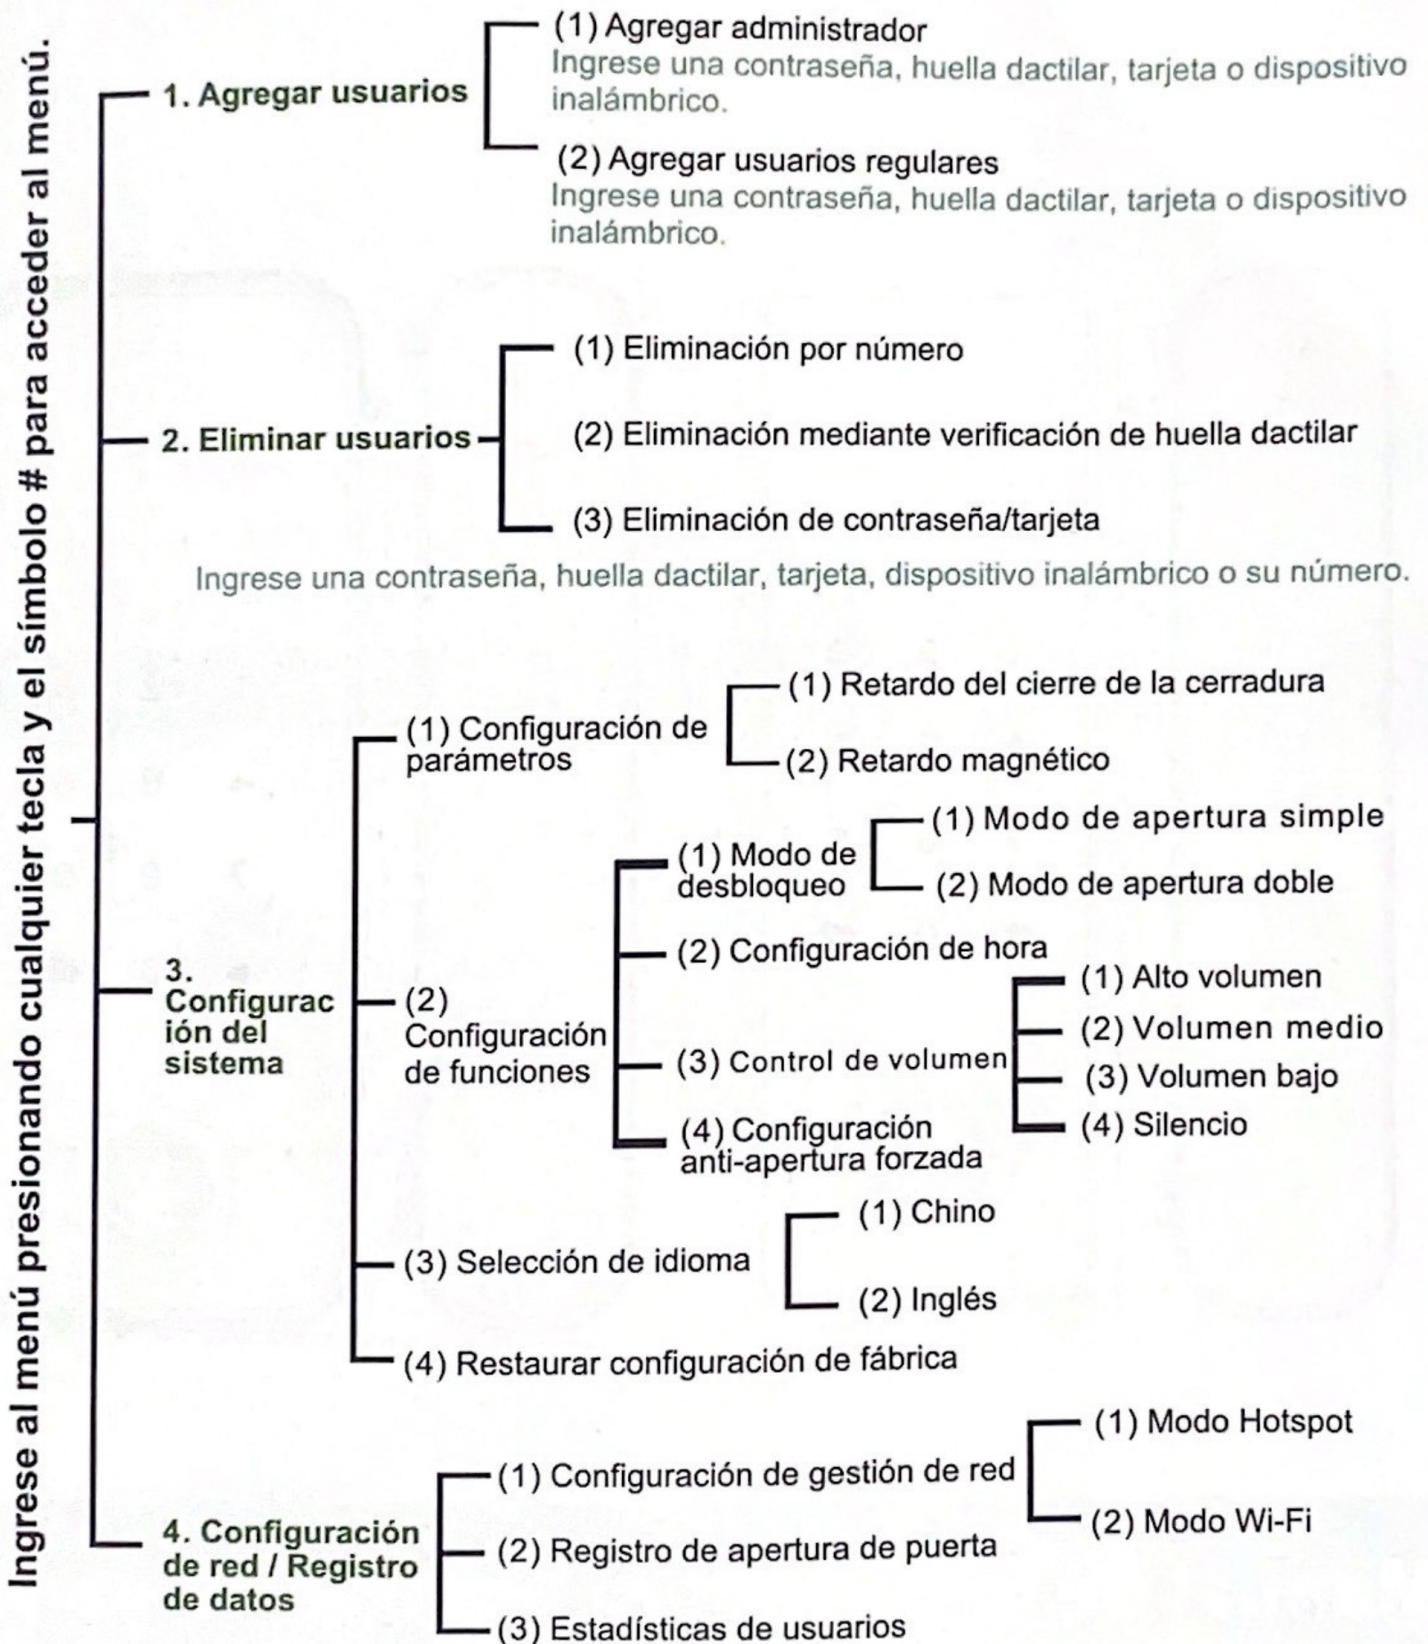 Ingrese al menú presionando cualquier tecla y el símbolo # para acceder al menú.
1. Agregar usuarios
(1) Agregar administrador
Ingrese una contraseña, huella dactilar, tarjeta o dispositivo
inalámbrico.
(2) Agregar usuarios regulares
Ingrese una contraseña, huella dactilar, tarjeta o dispositivo
inalámbrico.
2. Eliminar usuarios
(1) Eliminación por número
(2) Eliminación mediante verificación de huella dactilar
(3) Eliminación de contraseña/tarjeta
Ingrese una contraseña, huella dactilar, tarjeta, dispositivo inalámbrico o su número.
3.
Configurac
ión del
sistema
(1) Configuración de
parámetros
(1) Retardo del cierre de la cerradura
(2) Retardo magnético
(2)
Configuración
de funciones
(1) Modo de
desbloqueo
(1) Modo de apertura simple
(2) Modo de apertura doble
(2) Configuración de hora
(3) Control de volumen
(1) Alto volumen
(2) Volumen medio
(3) Volumen bajo
(4) Silencio
(4) Configuración
anti-apertura forzada
(3) Selección de idioma
(1) Chino
(2) Inglés
(4) Restaurar configuración de fábrica
4. Configuración
de red / Registro
de datos
(1) Configuración de gestión de red
(1) Modo Hotspot
(2) Modo Wi-Fi
(2) Registro de apertura de puerta
(3) Estadísticas de usuarios